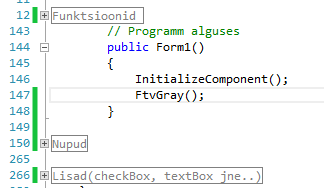 12 Funktsioonid
143 // Programm alguses
144 public Form1()
145 {
146 InitializeComponent();
147 FtvGray();
148 }
149
150 Nupud
265
266 Lisad(checkBox, textBox jne..)